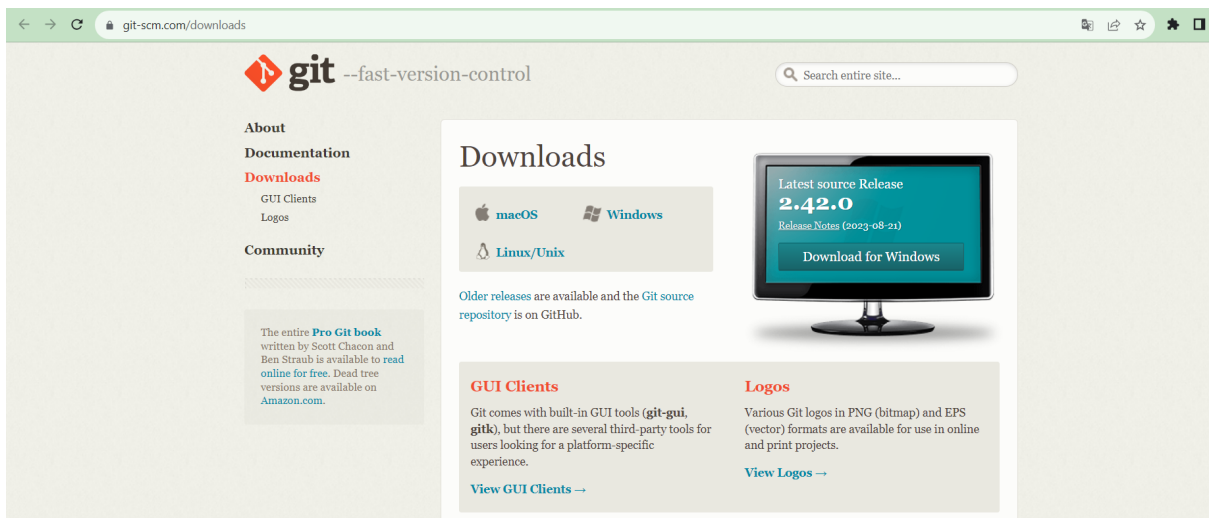 git-scm.com/downloads
git --fast-version-control
Search entire site...
About
Documentation
Downloads
GUI Clients
Logos
Community
The entire Pro Git book
written by Scott Chacon and
Ben Straub is available to read
online for free. Dead tree
versions are available on
Amazon.com.
Downloads
macOS
Windows
Linux/Unix
Older releases are available and the Git source
repository is on GitHub.
Latest source Release
2.42.0
Release Notes (2023-08-21)
Download for Windows
GUI Clients
Git comes with built-in GUI tools (git-gui,
gitk), but there are several third-party tools for
users looking for a platform-specific
experience.
View GUI Clients →
Logos
Various Git logos in PNG (bitmap) and EPS
(vector) formats are available for use in online
and print projects.
View Logos →